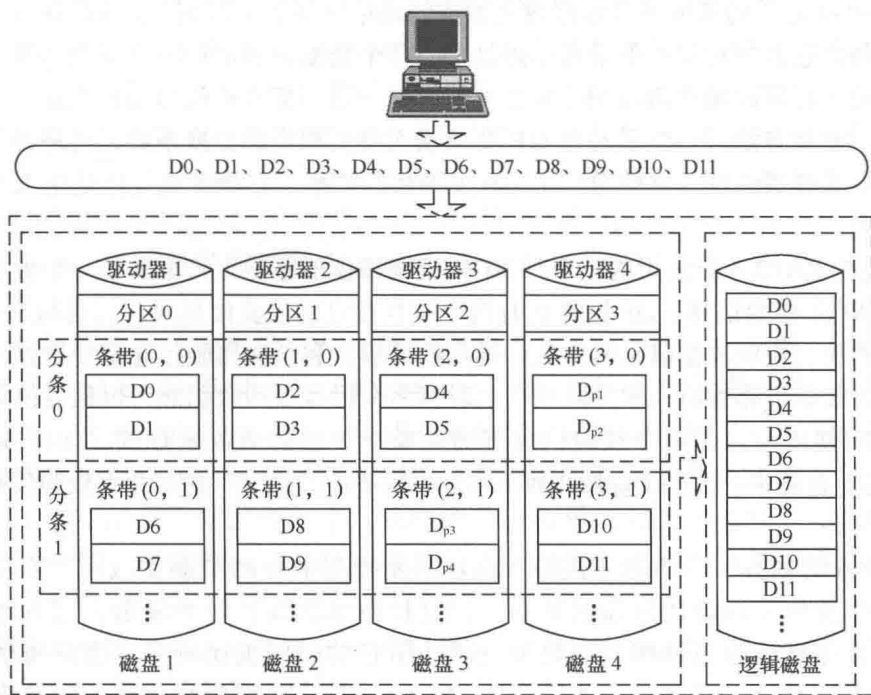 D0、D1、D2、D3、D4、D5、D6、D7、D8、D9、D10、D11
驱动器1 驱动器2 驱动器3 驱动器4
分区0 分区1 分区2 分区3
分条0
条带(0, 0) 条带(1, 0) 条带(2, 0) 条带(3, 0)
D0 D2 D4 Dp1
D1 D3 D5 Dp2
分条1
条带(0, 1) 条带(1, 1) 条带(2, 1) 条带(3, 1)
D6 D8 Dp3 D10
D7 D9 Dp4 D11
⋮ ⋮ ⋮ ⋮
磁盘1 磁盘2 磁盘3 磁盘4
D0
D1
D2
D3
D4
D5
D6
D7
D8
D9
D10
D11
⋮
逻辑磁盘